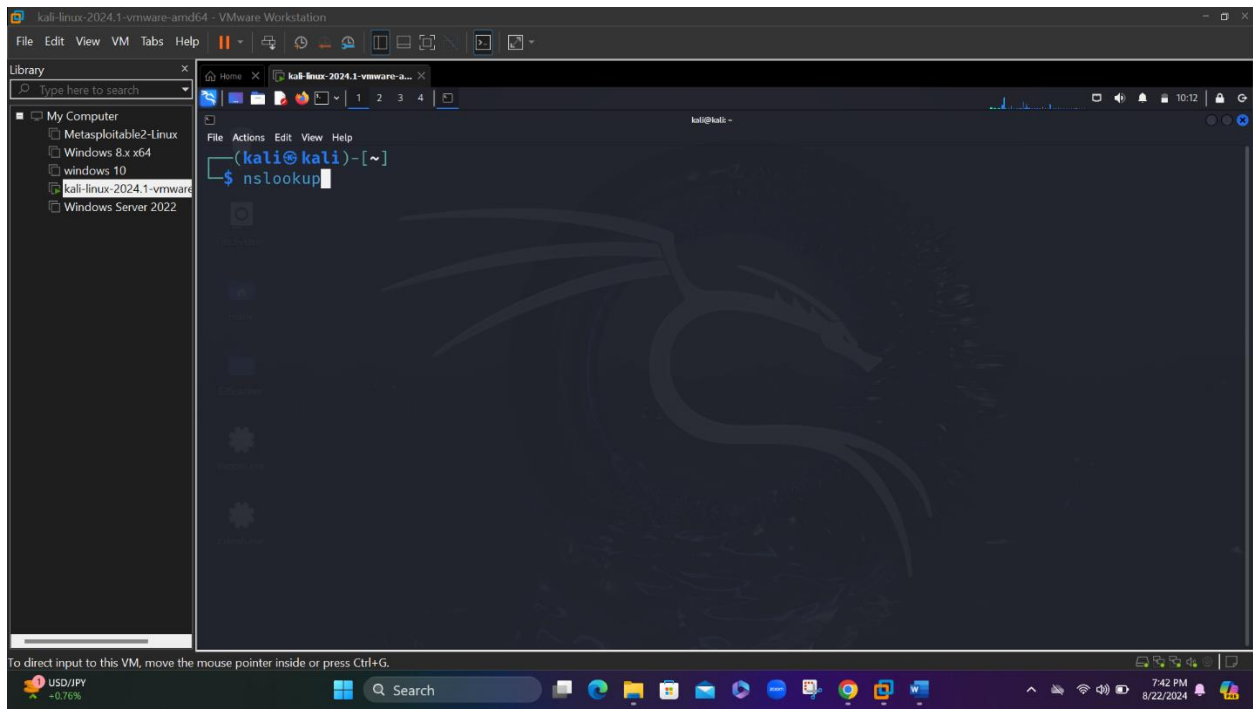 kali-linux-2024.1-vmware-amd64 - VMware Workstation
File Edit View VM Tabs Help
Library
Type here to search
My Computer
Metasploitable2-Linux
Windows 8.x x64
windows 10
kali-linux-2024.1-vmware
Windows Server 2022
Home
kali-linux-2024.1-vmware-a...
1 2 3 4
10:12
kali@kali: ~
File Actions Edit View Help
(kali㉿kali)-[~]
$ nslookup
To direct input to this VM, move the mouse pointer inside or press Ctrl+G.
1
USD/JPY
+0.76%
Search
zoom
7:42 PM
8/22/2024